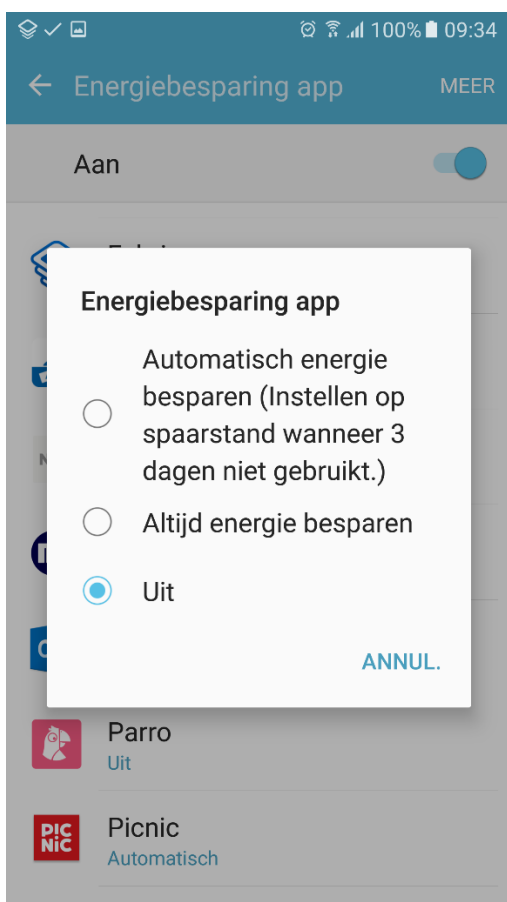 100% 09:34
Energiebesparing app MEER
Aan
Energiebesparing app
Automatisch energie
besparen (Instellen op
spaarstand wanneer 3
dagen niet gebruikt.)
Altijd energie besparen
Uit
ANNUL.
Parro
Uit
PIC
NIC
Picnic
Automatisch